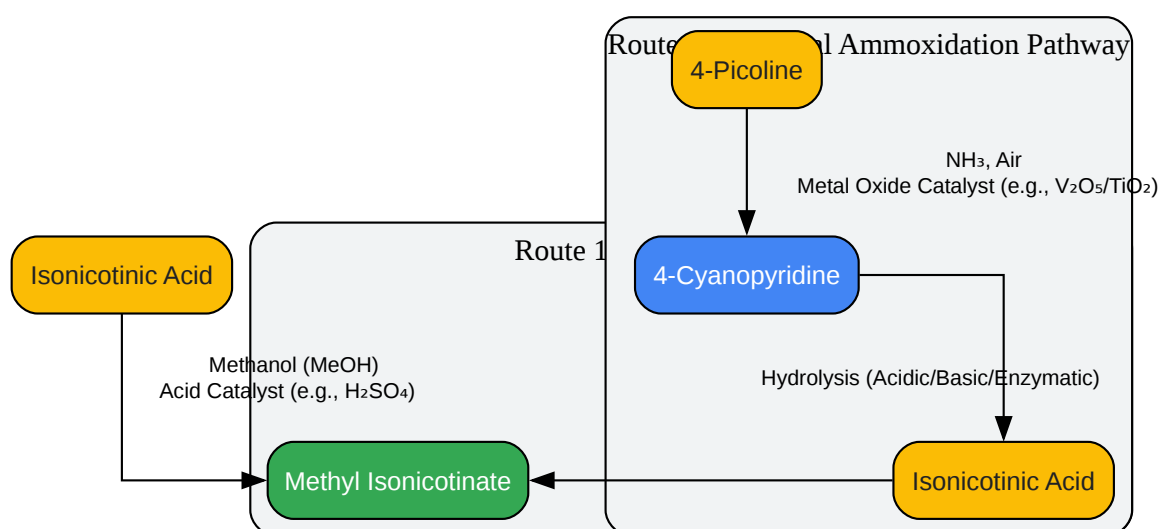 Route
l Ammoxidation Pathway
4-Picoline
NH₃, Air
Metal Oxide Catalyst (e.g., V₂O₅/TiO₂)
Route 1
Isonicotinic Acid
4-Cyanopyridine
Methanol (MeOH)
Acid Catalyst (e.g., H₂SO₄)
Hydrolysis (Acidic/Basic/Enzymatic)
Methyl Isonicotinate
Isonicotinic Acid